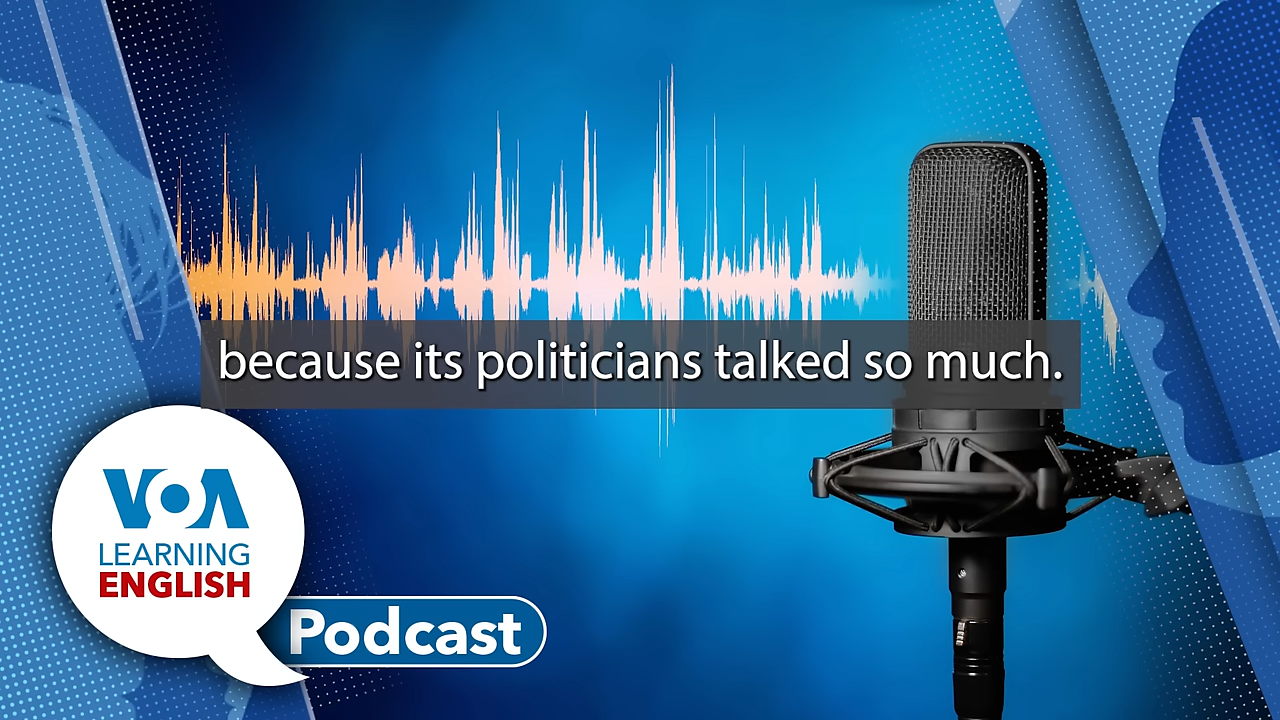 because its politicians talked so much.
VOA
LEARNING
ENGLISH
Podcast